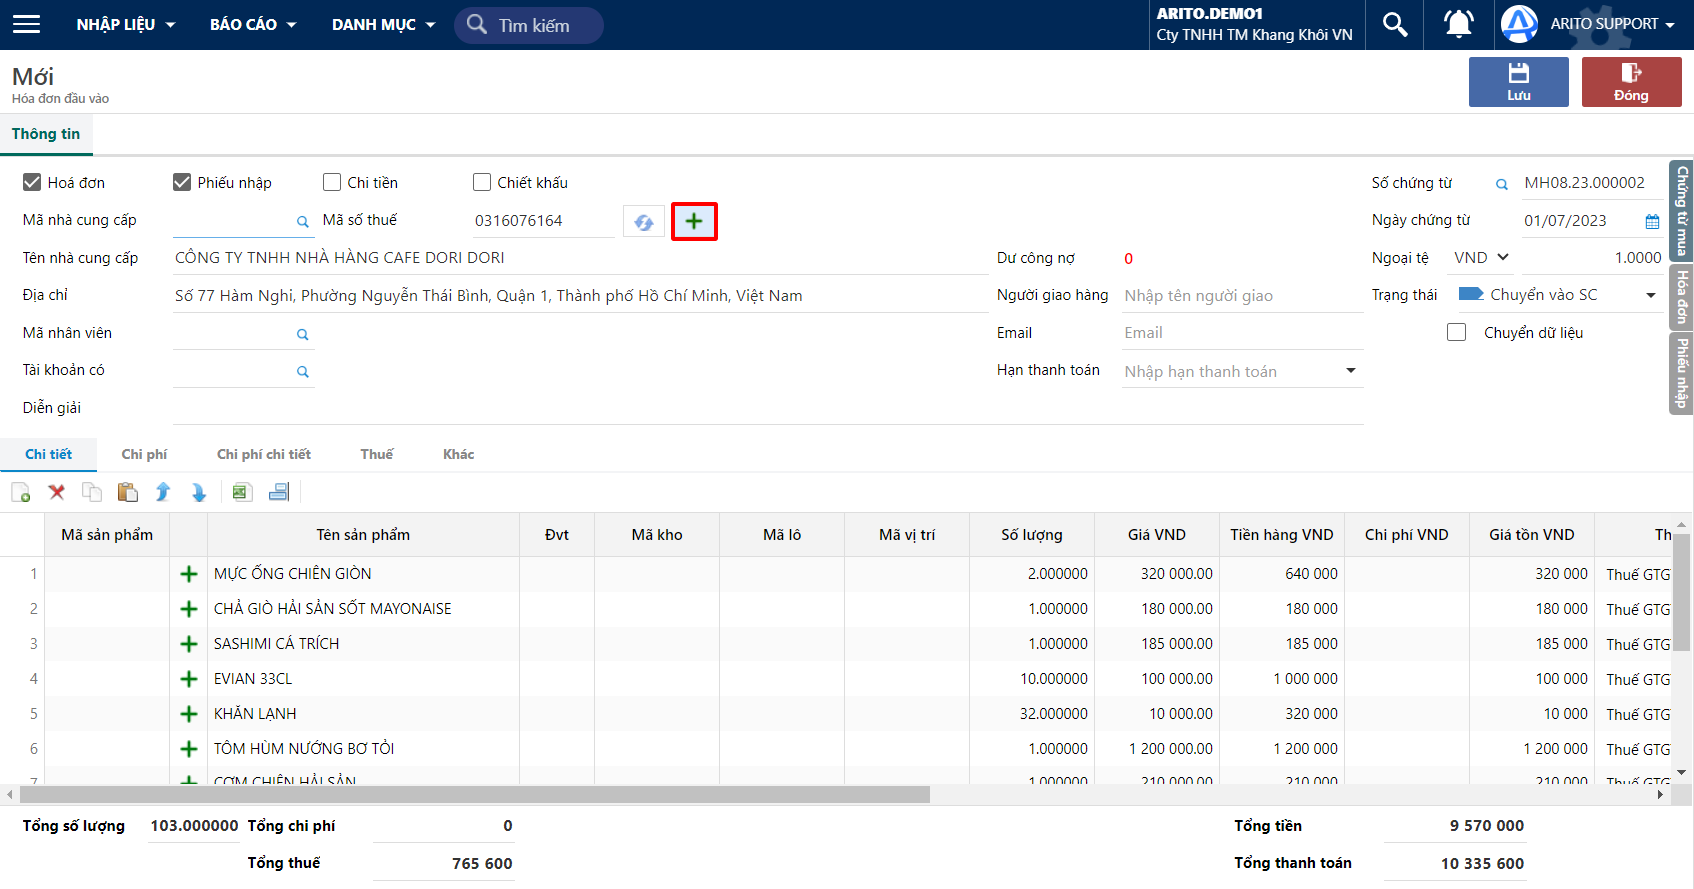 NHẬP LIỆU BÁO CÁO DANH MỤC Tìm kiếm ARITO.DEMO1 ARITO SUPPORT
Cty TNHH TM Khang Khôi VN
Mới
Hóa đơn đầu vào
Lưu Đóng
Thông tin
Hoá đơn Phiếu nhập Chi tiền Chiết khấu Số chứng từ MH08.23.000002
Mã nhà cung cấp Mã số thuế 0316076164 Ngày chứng từ 01/07/2023
Tên nhà cung cấp CÔNG TY TNHH NHÀ HÀNG CAFE DORI DORI Dư công nợ 0 Ngoại tệ VND 1.0000
Địa chỉ Số 77 Hàm Nghi, Phường Nguyễn Thái Bình, Quận 1, Thành phố Hồ Chí Minh, Việt Nam Người giao hàng Nhập tên người giao Trạng thái Chuyển vào SC
Mã nhân viên Email Email Chuyển dữ liệu
Tài khoản có Hạn thanh toán Nhập hạn thanh toán
Diễn giải
Chứng từ mua
Hóa đơn
Phiếu nhập
Chi tiết Chi phí Chi phí chi tiết Thuế Khác
Mã sản phẩm Tên sản phẩm Đvt Mã kho Mã lô Mã vị trí Số lượng Giá VND Tiền hàng VND Chi phí VND Giá tồn VND Th
1 MỰC ỐNG CHIÊN GIÒN 2.000000 320 000.00 640 000 320 000 Thuế GTG
2 CHẢ GIÒ HẢI SẢN SỐT MAYONAISE 1.000000 180 000.00 180 000 180 000 Thuế GTG
3 SASHIMI CÁ TRÍCH 1.000000 185 000.00 185 000 185 000 Thuế GTG
4 EVIAN 33CL 10.000000 100 000.00 1 000 000 100 000 Thuế GTG
5 KHĂN LẠNH 32.000000 10 000.00 320 000 10 000 Thuế GTG
6 TÔM HÙM NƯỚNG BƠ TỎI 1.000000 1 200 000.00 1 200 000 1 200 000 Thuế GTG
7 CƠM CHIÊN HẢI SẢN 1.000000 210 000.00 210 000 210 000 Thuế GTG
Tổng số lượng 103.000000 Tổng chi phí 0 Tổng tiền 9 570 000
Tổng thuế 765 600 Tổng thanh toán 10 335 600